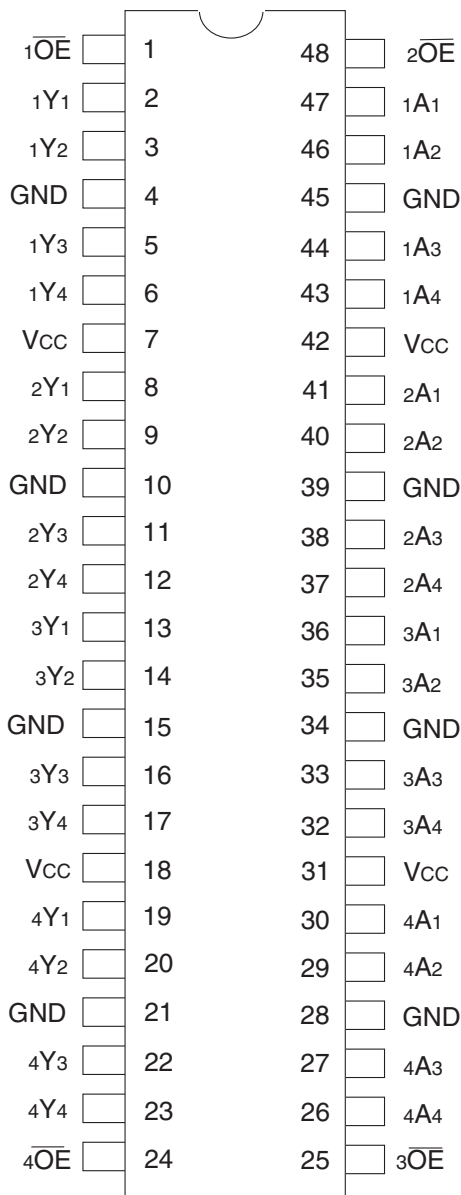 1O̅E̅ 1 48 2O̅E̅
1Y1 2 47 1A1
1Y2 3 46 1A2
GND 4 45 GND
1Y3 5 44 1A3
1Y4 6 43 1A4
VCC 7 42 VCC
2Y1 8 41 2A1
2Y2 9 40 2A2
GND 10 39 GND
2Y3 11 38 2A3
2Y4 12 37 2A4
3Y1 13 36 3A1
3Y2 14 35 3A2
GND 15 34 GND
3Y3 16 33 3A3
3Y4 17 32 3A4
VCC 18 31 VCC
4Y1 19 30 4A1
4Y2 20 29 4A2
GND 21 28 GND
4Y3 22 27 4A3
4Y4 23 26 4A4
4O̅E̅ 24 25 3O̅E̅